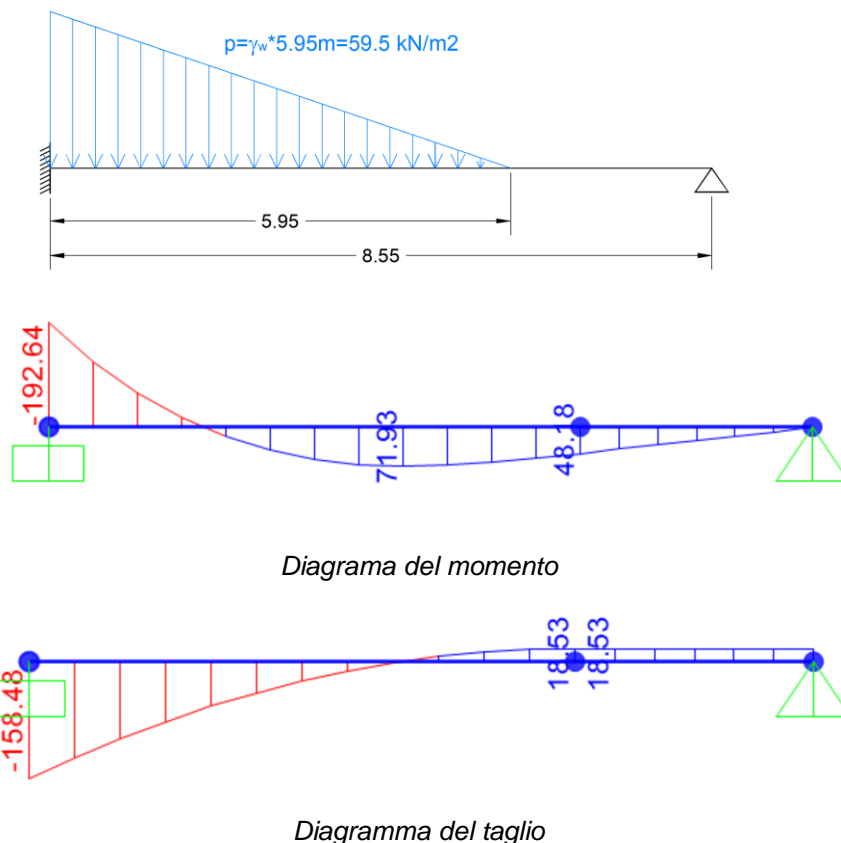 p=γw*5.95m=59.5 kN/m2
5.95
8.55
-192.64
71.93
48.18
Diagrama del momento
-158.48
18.53
18.53
Diagramma del taglio